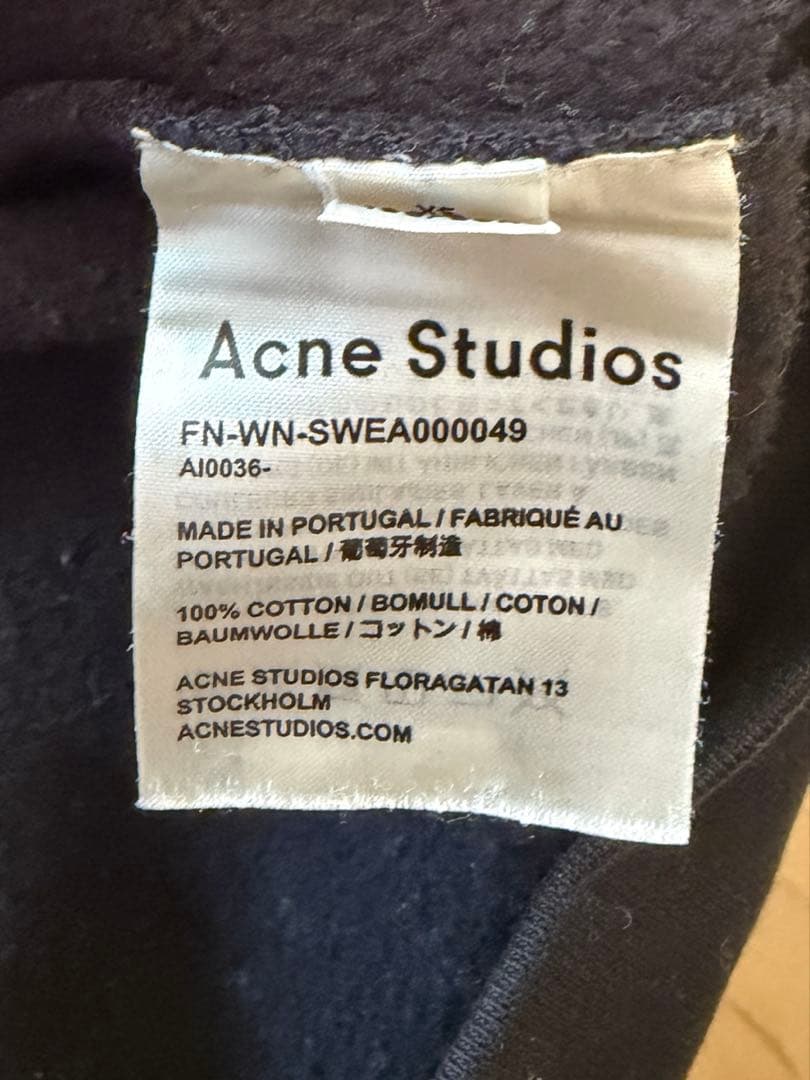 XS
Acne Studios
FN-WN-SWEA000049
AI0036-
MADE IN PORTUGAL / FABRIQUÉ AU
PORTUGAL / 葡萄牙制造
100% COTTON / BOMULL / COTON /
BAUMWOLLE / コットン / 棉
ACNE STUDIOS FLORAGATAN 13
STOCKHOLM
ACNESTUDIOS.COM